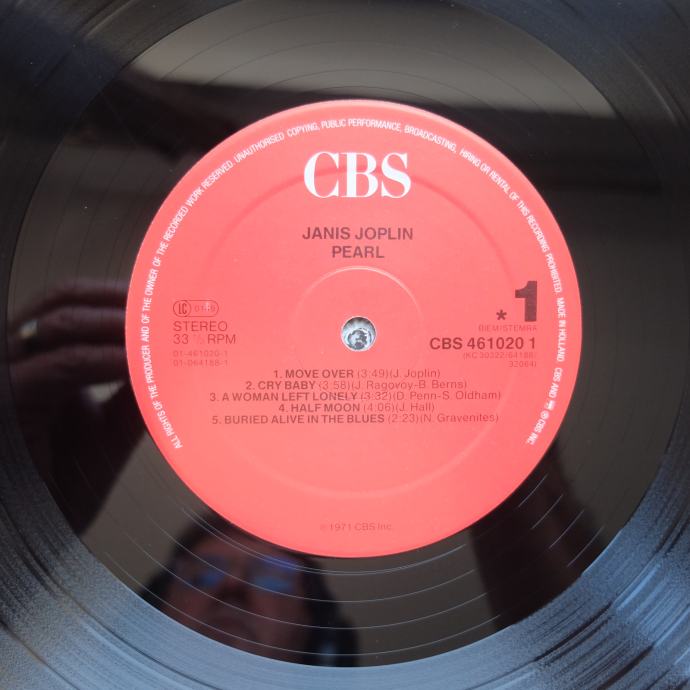 ALL RIGHTS OF THE PRODUCER AND OF THE OWNER OF THE RECORDED WORK RESERVED. UNAUTHORISED COPYING, PUBLIC PERFORMANCE, BROADCASTING, HIRING OR RENTAL OF THIS RECORDING PROHIBITED. MADE IN HOLLAND. CBS AND ℗ CBS INC.
CBS
JANIS JOPLIN
PEARL
LC 0149
STEREO
33 ⅓ RPM
01-461020-1
01-064188-1
* 1
BIEM/STEMRA
CBS 461020 1
(KC 30322/64188/
32064)
1. MOVE OVER (3:49)(J. Joplin)
2. CRY BABY (3:58)(J. Ragovoy-B. Berns)
3. A WOMAN LEFT LONELY (3:32)(D. Penn-S. Oldham)
4. HALF MOON (4:06)(J. Hall)
5. BURIED ALIVE IN THE BLUES (2:23)(N. Gravenites)
℗ 1971 CBS Inc.